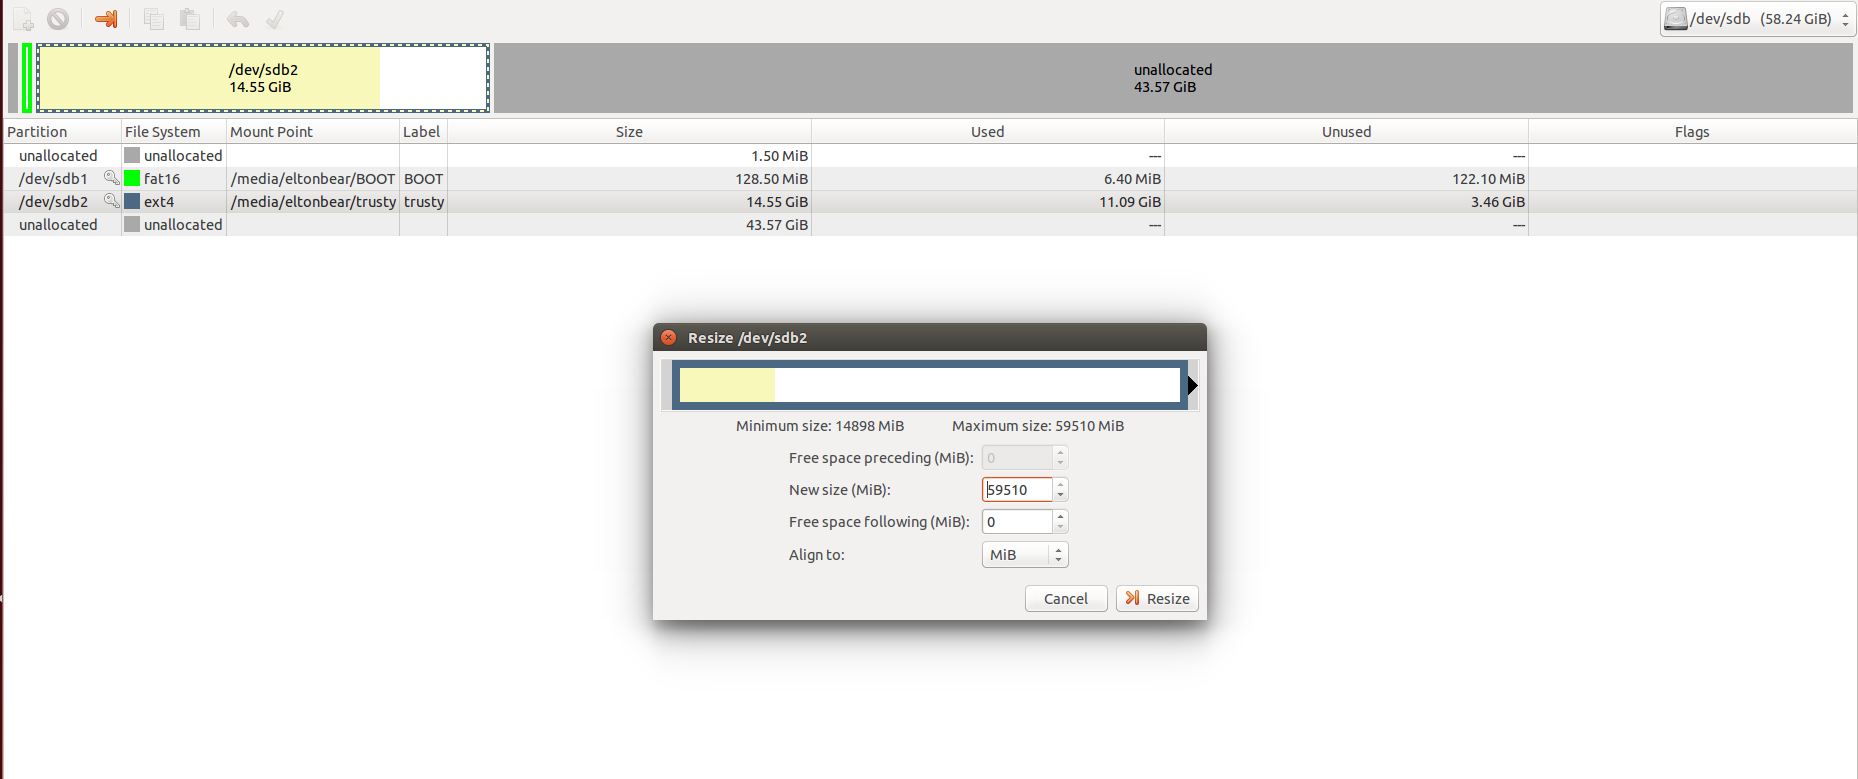 /dev/sdb (58.24 GiB)
/dev/sdb2
14.55 GiB
unallocated
43.57 GiB
Partition File System Mount Point Label Size Used Unused Flags
unallocated unallocated 1.50 MiB --- ---
/dev/sdb1 fat16 /media/eltonbear/BOOT BOOT 128.50 MiB 6.40 MiB 122.10 MiB
/dev/sdb2 ext4 /media/eltonbear/trusty trusty 14.55 GiB 11.09 GiB 3.46 GiB
unallocated unallocated 43.57 GiB --- ---
Resize /dev/sdb2
Minimum size: 14898 MiB Maximum size: 59510 MiB
Free space preceding (MiB): 0
New size (MiB): 59510
Free space following (MiB): 0
Align to: MiB
Cancel Resize